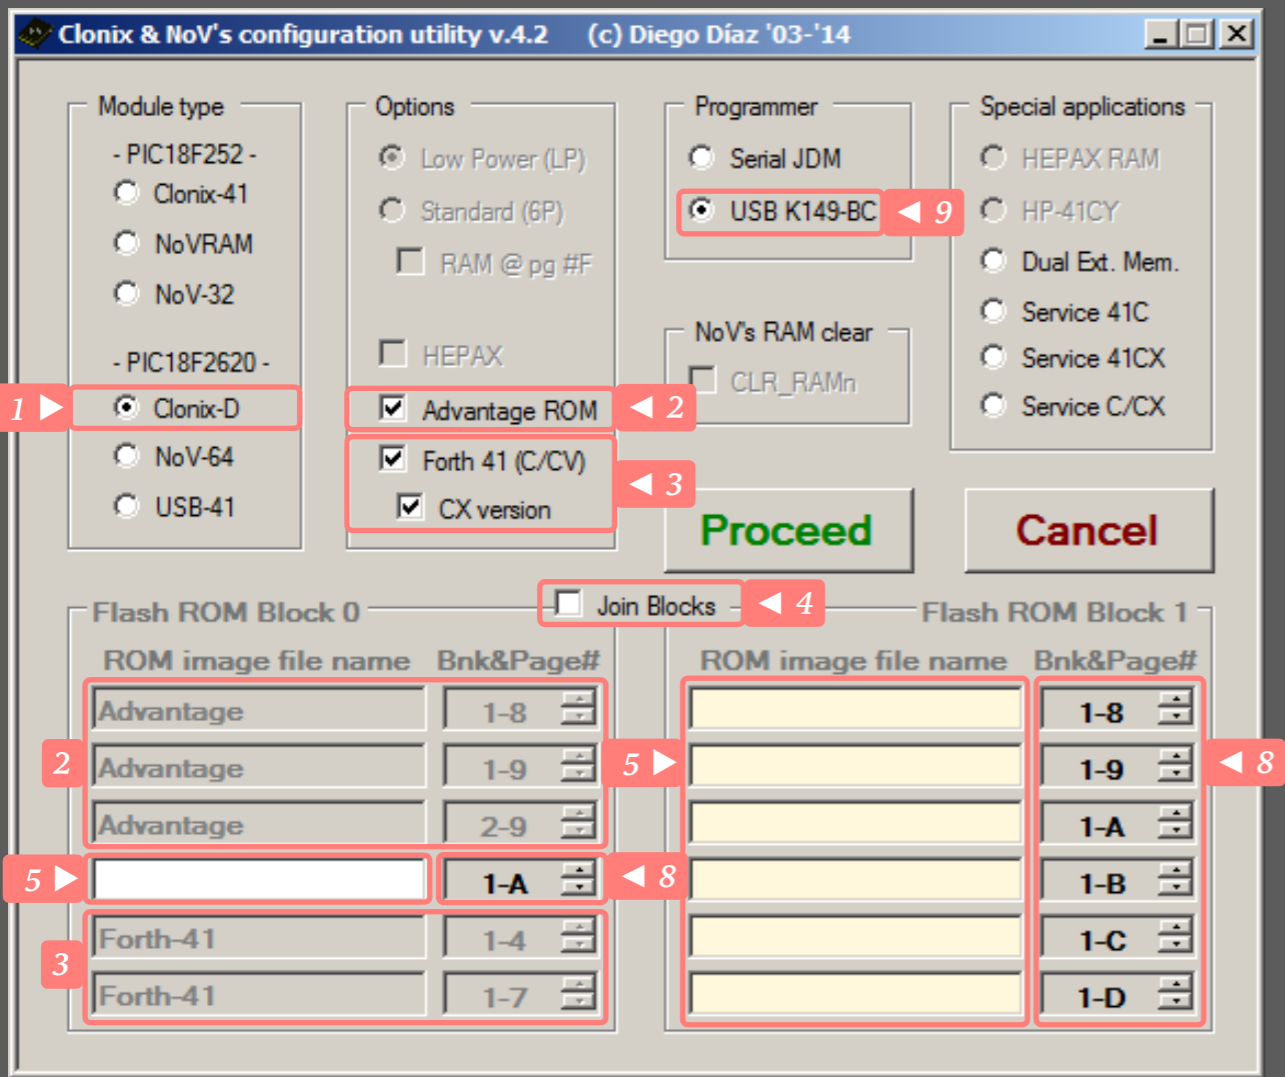 Clonix & NoV's configuration utility v.4.2 (c) Diego Díaz '03-'14
Module type
- PIC18F252 -
Clonix-41
NoVRAM
NoV-32
- PIC18F2620 -
1 ▶ Clonix-D
NoV-64
USB-41
Options
Low Power (LP)
Standard (6P)
RAM @ pg #F
HEPAX
Advantage ROM ◀ 2
Forth 41 (C/CV)
CX version
◀ 3
Programmer
Serial JDM
USB K149-BC ◀ 9
NoV's RAM clear
CLR_RAMn
Special applications
HEPAX RAM
HP-41CY
Dual Ext. Mem.
Service 41C
Service 41CX
Service C/CX
Proceed
Cancel
Join Blocks ◀ 4
Flash ROM Block 0
ROM image file name Bnk&Page#
Advantage 1-8
2 Advantage 1-9
Advantage 2-9
5 ▶ 1-A ◀ 8
Forth-41 1-4
3
Forth-41 1-7
Flash ROM Block 1
ROM image file name Bnk&Page#
1-8
5 ▶ 1-9 ◀ 8
1-A
1-B
1-C
1-D